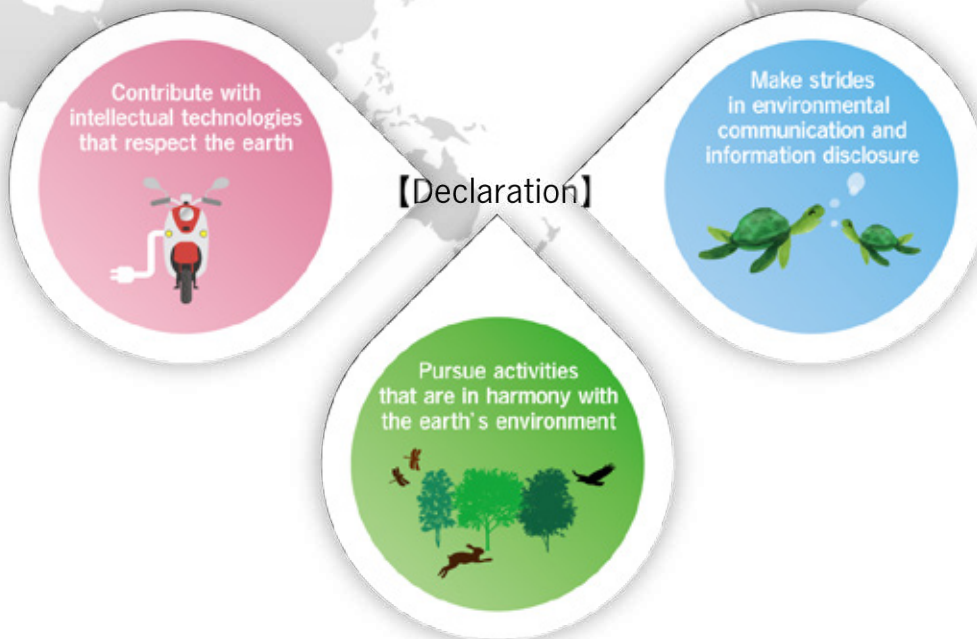 Contribute with
intellectual technologies
that respect the earth
Make strides
in environmental
communication and
information disclosure
【Declaration】
Pursue activities
that are in harmony with
the earth's environment